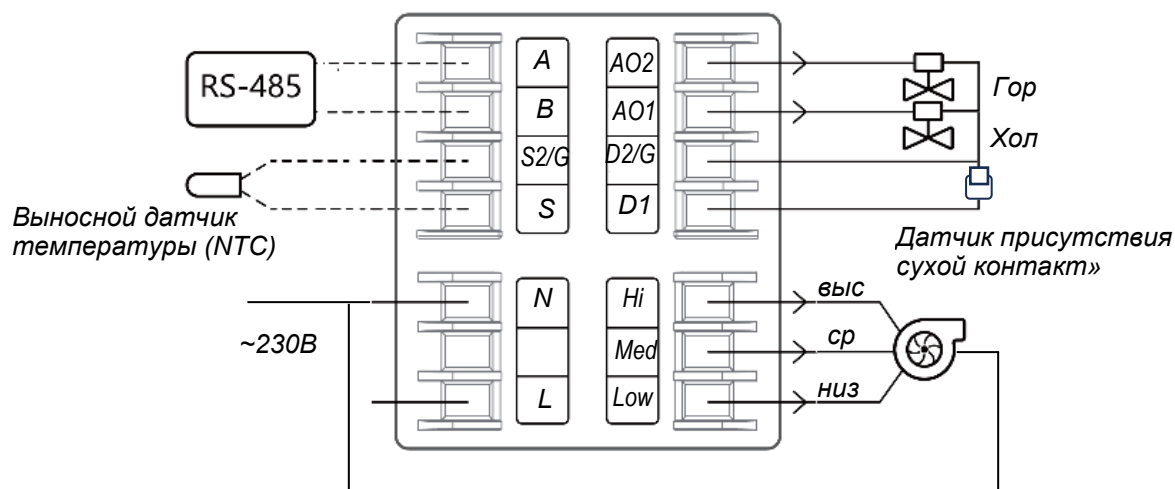 RS-485
Выносной датчик
температуры (NTC)
~230В
A
B
S2/G
S
N
L
AO2
AO1
D2/G
D1
Hi
Med
Low
Гор
Хол
Датчик присутствия
сухой контакт»
выс
ср
низ